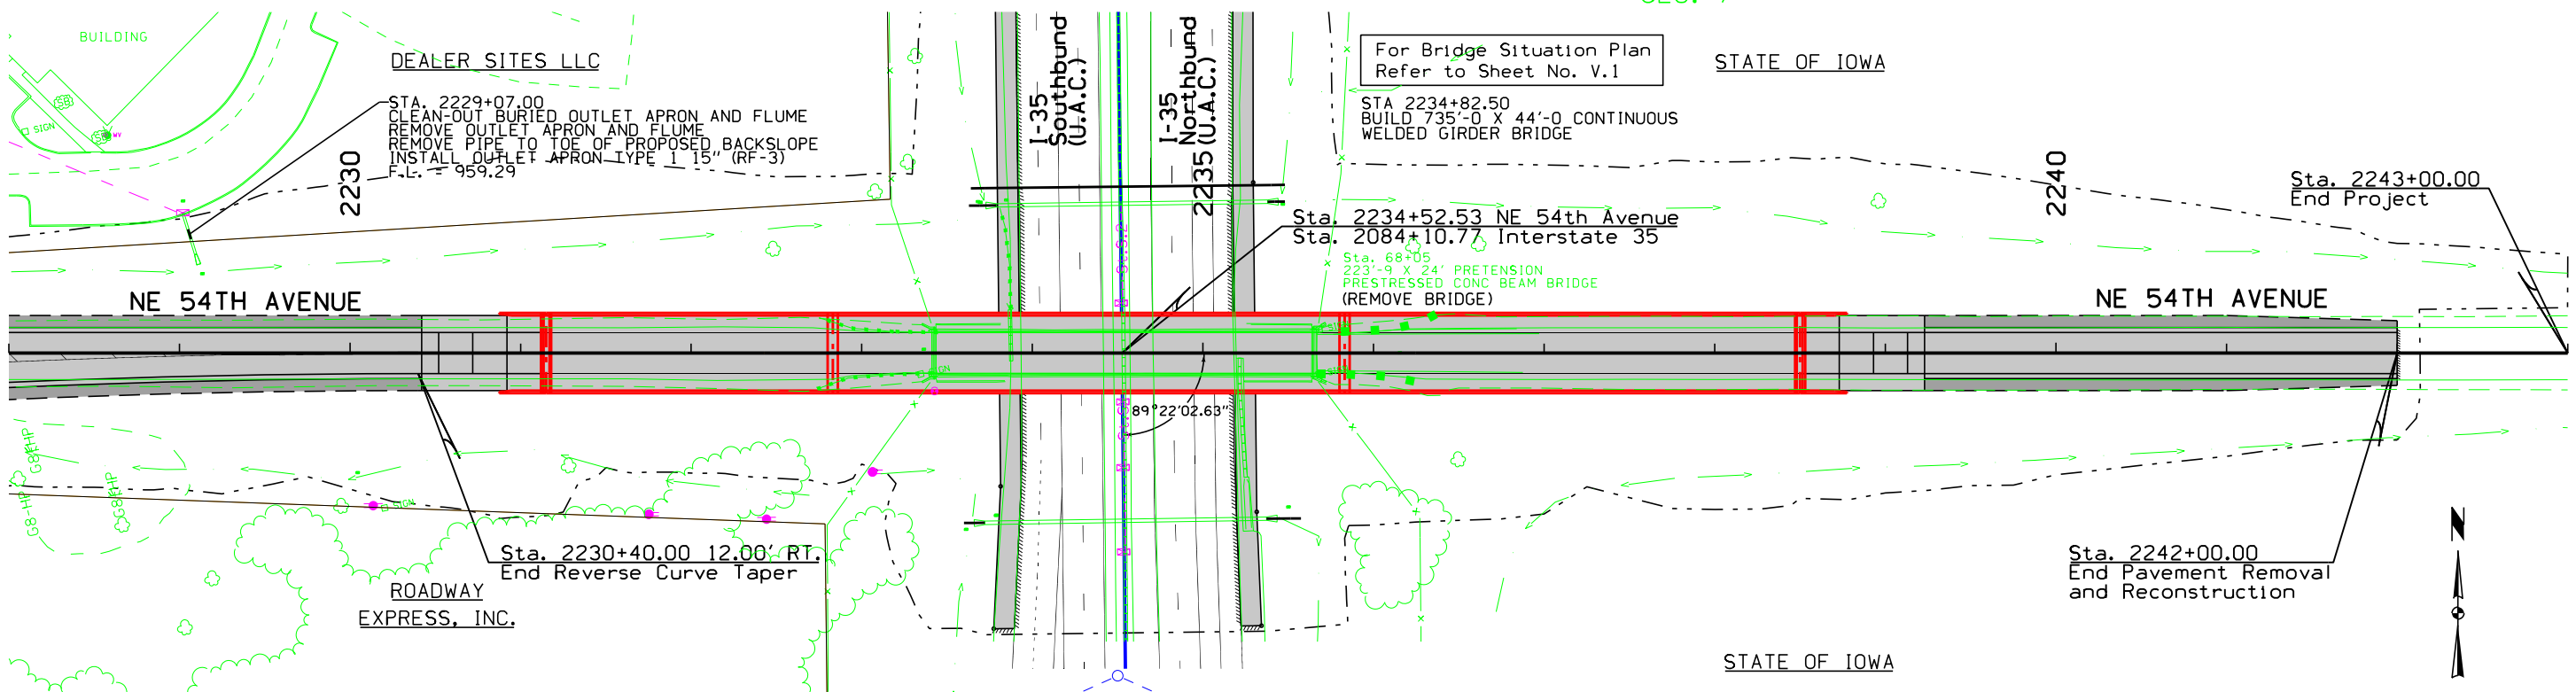 BUILDING
DEALER SITES LLC
STA. 2229+07.00
CLEAN-OUT BURIED OUTLET APRON AND FLUME
REMOVE OUTLET APRON AND FLUME
REMOVE PIPE TO TOE OF PROPOSED BACKSLOPE
INSTALL OUTLET APRON TYPE 1 15" (RF-3)
F.L. = 959.29
SIGN
2230
I-35
Southbound
(U.A.C.)
I-35
Northbound
(U.A.C.)
2235
For Bridge Situation Plan
Refer to Sheet No. V.1
STATE OF IOWA
STA 2234+82.50
BUILD 735'-0 X 44'-0 CONTINUOUS
WELDED GIRDER BRIDGE
2240
Sta. 2243+00.00
End Project
Sta. 2234+52.53 NE 54th Avenue
Sta. 2084+10.77 Interstate 35
Sta. 68+05
223'-9 X 24' PRETENSION
PRESTRESSED CONC BEAM BRIDGE
(REMOVE BRIDGE)
NE 54TH AVENUE
NE 54TH AVENUE
89°22'02.63"
G8-HP
SIGN
Sta. 2230+40.00 12.00' RT.
End Reverse Curve Taper
ROADWAY
EXPRESS, INC.
Sta. 2242+00.00
End Pavement Removal
and Reconstruction
N
STATE OF IOWA